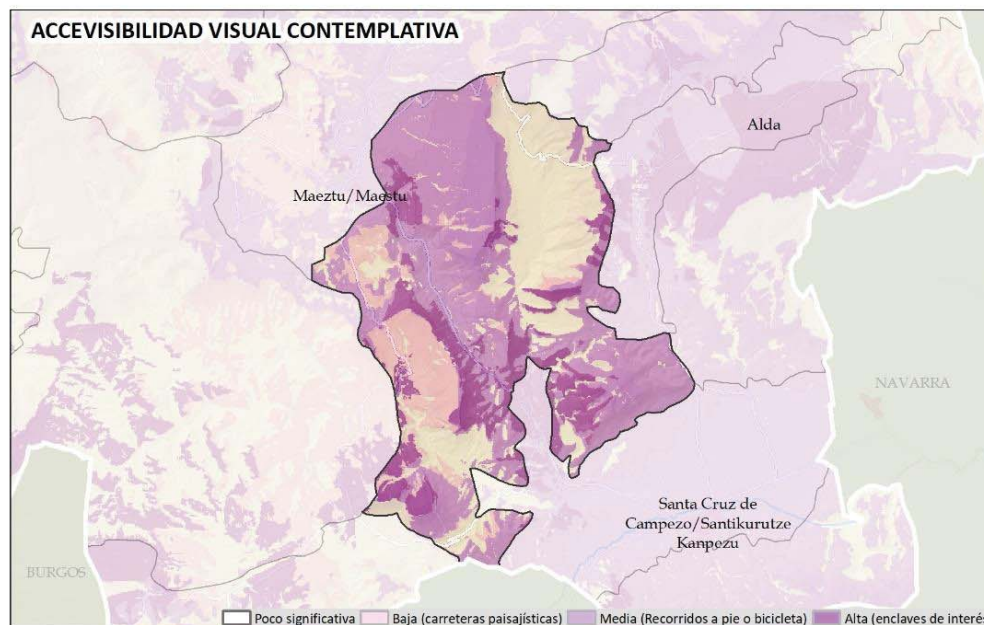 ACCEVISIBILIDAD VISUAL CONTEMPLATIVA
Alda
Maeztu/Maestu
NAVARRA
Santa Cruz de
Campezo/Santikurutze
Kanpezu
BURGOS
Poco significativa Baja (carreteras paisajísticas) Media (Recorridos a pie o bicicleta) Alta (enclaves de interés